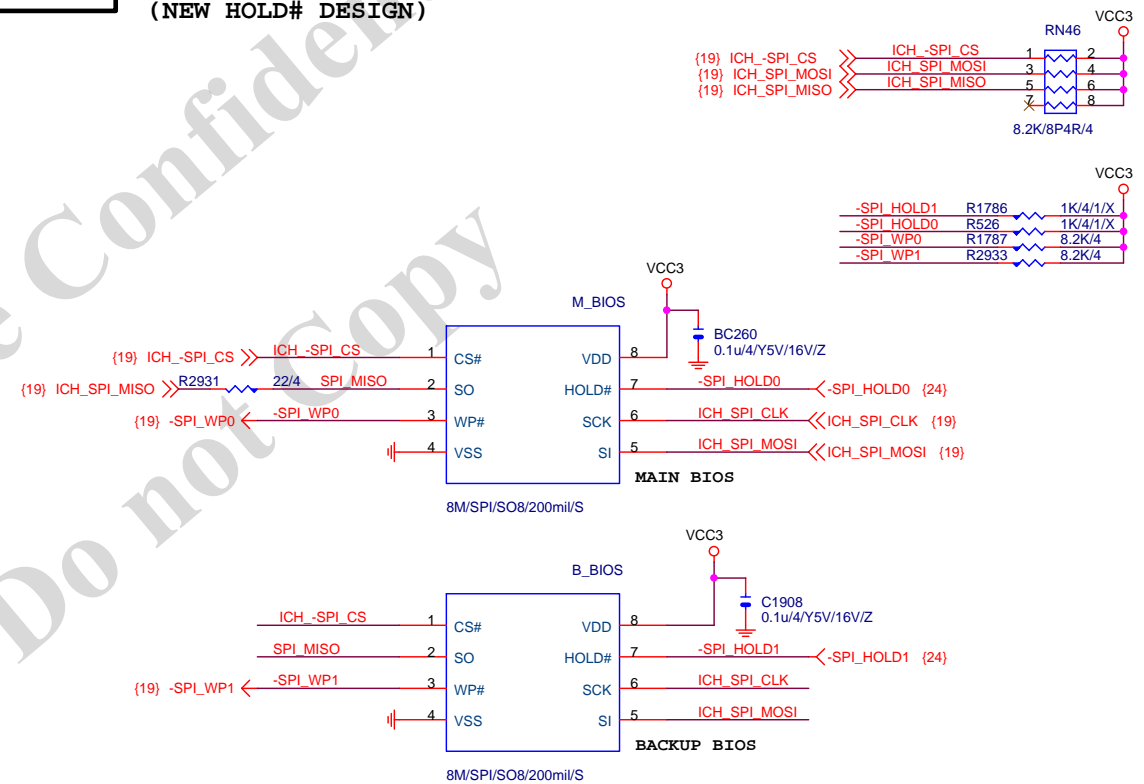 (NEW HOLD# DESIGN)
VCC3
RN46
{19} ICH_-SPI_CS ICH_-SPI_CS 1 2
{19} ICH_SPI_MOSI ICH_SPI_MOSI 3 4
{19} ICH_SPI_MISO ICH_SPI_MISO 5 6
7 8
8.2K/8P4R/4
VCC3
-SPI_HOLD1 R1786 1K/4/1/X
-SPI_HOLD0 R526 1K/4/1/X
-SPI_WP0 R1787 8.2K/4
-SPI_WP1 R2933 8.2K/4
VCC3
M_BIOS
BC260
0.1u/4/Y5V/16V/Z
{19} ICH_-SPI_CS ICH_-SPI_CS 1 CS# VDD 8
{19} ICH_SPI_MISO R2931 22/4 SPI_MISO 2 SO HOLD# 7 -SPI_HOLD0 -SPI_HOLD0 {24}
{19} -SPI_WP0 -SPI_WP0 3 WP# SCK 6 ICH_SPI_CLK ICH_SPI_CLK {19}
4 VSS SI 5 ICH_SPI_MOSI ICH_SPI_MOSI {19}
MAIN BIOS
8M/SPI/SO8/200mil/S
VCC3
B_BIOS
C1908
0.1u/4/Y5V/16V/Z
ICH_-SPI_CS 1 CS# VDD 8
SPI_MISO 2 SO HOLD# 7 -SPI_HOLD1 -SPI_HOLD1 {24}
{19} -SPI_WP1 -SPI_WP1 3 WP# SCK 6 ICH_SPI_CLK
4 VSS SI 5 ICH_SPI_MOSI
BACKUP BIOS
8M/SPI/SO8/200mil/S
Do not Copy